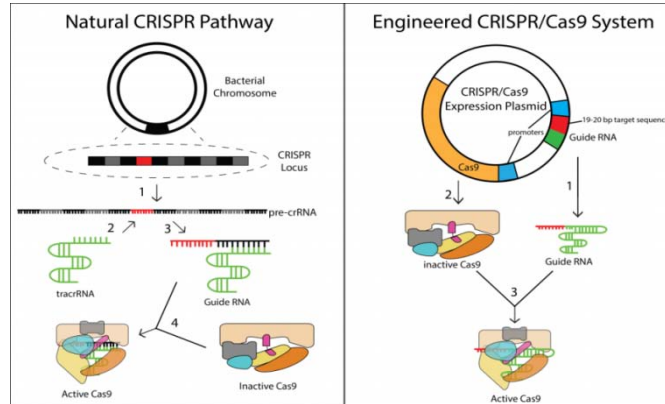 Natural CRISPR Pathway
Bacterial
Chromosome
CRISPR
Locus
1
pre-crRNA
2
3
tracrRNA
Guide RNA
4
Active Cas9
Inactive Cas9
Engineered CRISPR/Cas9 System
CRISPR/Cas9
Expression Plasmid
promoters
19-20 bp target sequence
Guide RNA
Cas9
2
1
inactive Cas9
Guide RNA
3
Active Cas9